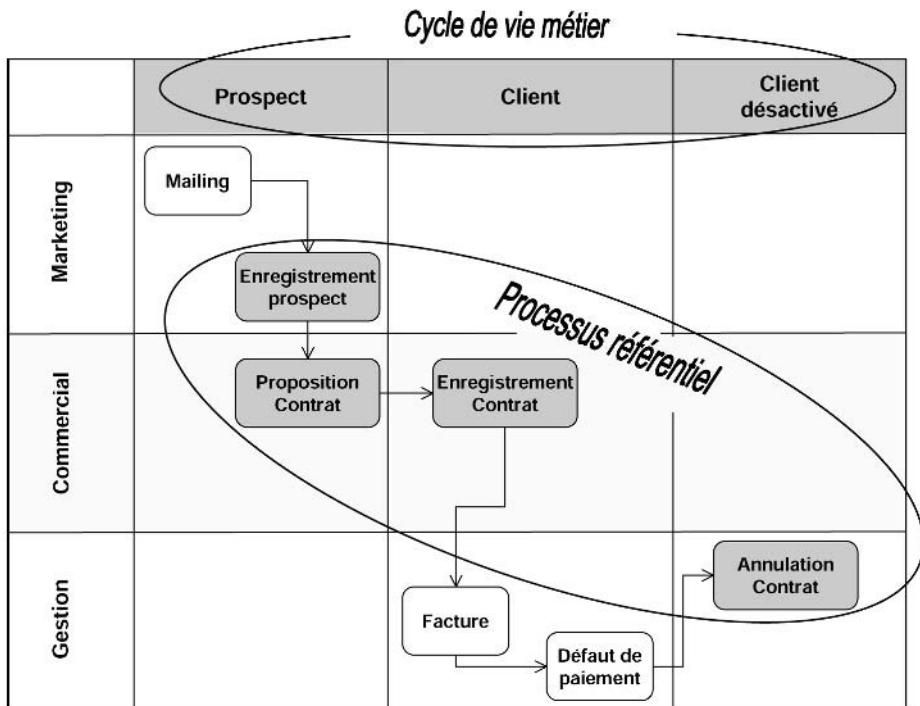 Cycle de vie métier
Prospect
Client
Client
désactivé
Marketing
Mailing
Enregistrement
prospect
Processus référentiel
Commercial
Proposition
Contrat
Enregistrement
Contrat
Gestion
Facture
Défaut de
paiement
Annulation
Contrat